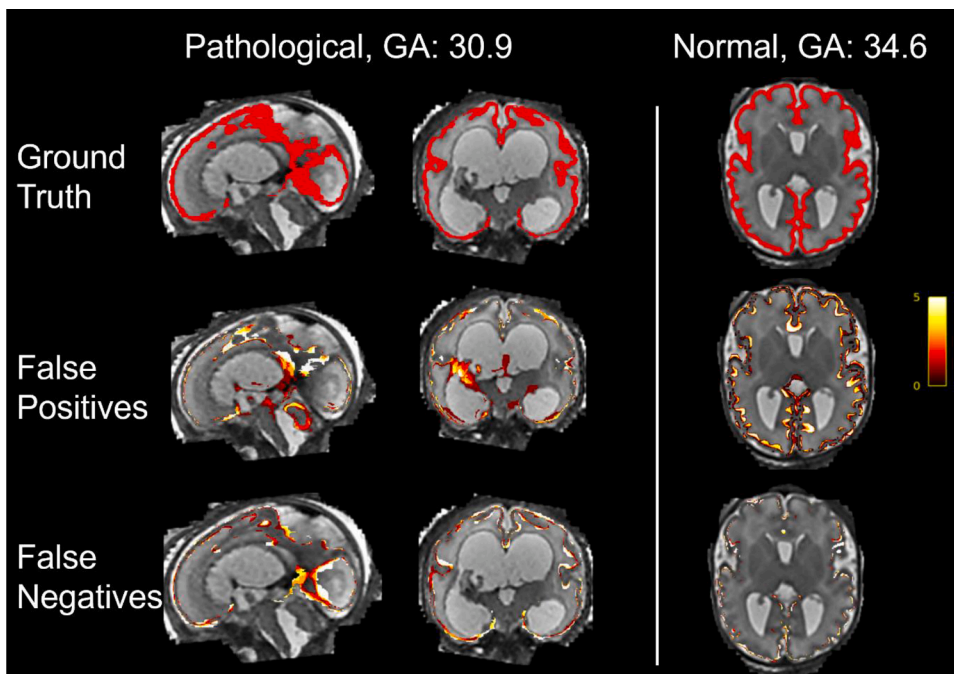 Pathological, GA: 30.9
Normal, GA: 34.6
Ground
Truth
False
Positives
5
0
False
Negatives